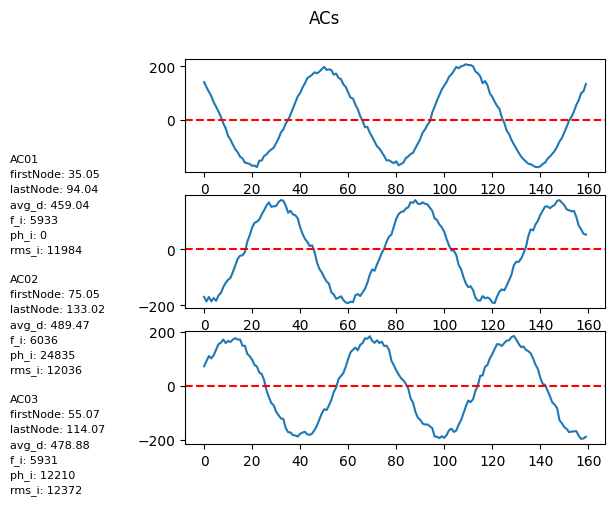 ACs
200
0
0 20 40 60 80 100 120 140 160
AC01
firstNode: 35.05
lastNode: 94.04
avg_d: 459.04
f_i: 5933
ph_i: 0
rms_i: 11984
0
−200
0 20 40 60 80 100 120 140 160
AC02
firstNode: 75.05
lastNode: 133.02
avg_d: 489.47
f_i: 6036
ph_i: 24835
rms_i: 12036
200
0
−200
0 20 40 60 80 100 120 140 160
AC03
firstNode: 55.07
lastNode: 114.07
avg_d: 478.88
f_i: 5931
ph_i: 12210
rms_i: 12372